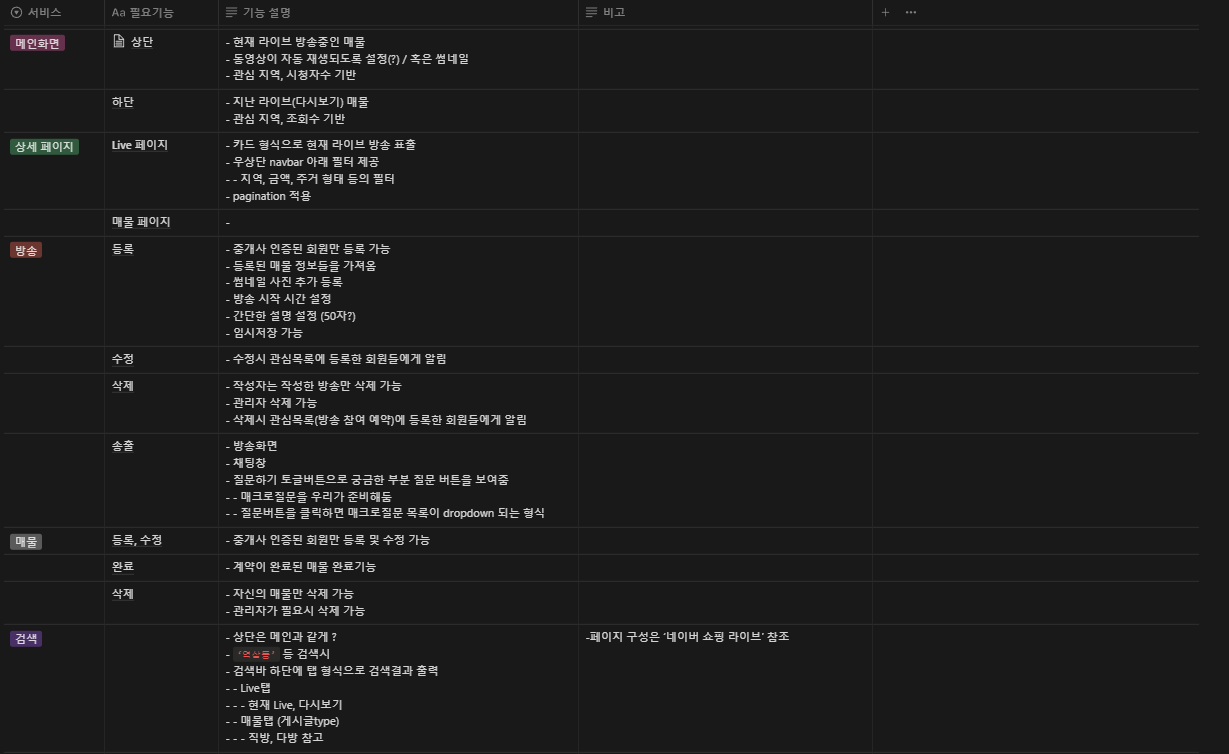 서비스
Aa 필요기능
기능 설명
비고
메인화면
상단
- 현재 라이브 방송중인 매물
- 동영상이 자동 재생되도록 설정(?) / 혹은 썸네일
- 관심 지역, 시청자수 기반
하단
- 지난 라이브(다시보기) 매물
- 관심 지역, 조회수 기반
상세 페이지
Live 페이지
- 카드 형식으로 현재 라이브 방송 표출
- 우상단 navbar 아래 필터 제공
- - 지역, 금액, 주거 형태 등의 필터
- pagination 적용
매물 페이지
-
방송
등록
- 중개사 인증된 회원만 등록 가능
- 등록된 매물 정보들을 가져옴
- 썸네일 사진 추가 등록
- 방송 시작 시간 설정
- 간단한 설명 설정 (50자?)
- 임시저장 가능
수정
- 수정시 관심목록에 등록한 회원들에게 알림
삭제
- 작성자는 작성한 방송만 삭제 가능
- 관리자 삭제 가능
- 삭제시 관심목록(방송 참여 예약)에 등록한 회원들에게 알림
송출
- 방송화면
- 채팅창
- 질문하기 토글버튼으로 궁금한 부분 질문 버튼을 보여줌
- - 매크로질문을 우리가 준비해둠
- - 질문버튼을 클릭하면 매크로질문 목록이 dropdown 되는 형식
매물
등록, 수정
- 중개사 인증된 회원만 등록 및 수정 가능
완료
- 계약이 완료된 매물 완료기능
삭제
- 자신의 매물만 삭제 가능
- 관리자가 필요시 삭제 가능
검색
- 상단은 메인과 같게 ?
- '역삼동' 등 검색시
- 검색바 하단에 탭 형식으로 검색결과 출력
- - Live탭
- - - 현재 Live, 다시보기
- - 매물탭 (게시글type)
- - - 직방, 다방 참고
-페이지 구성은 ‘네이버 쇼핑 라이브’ 참조